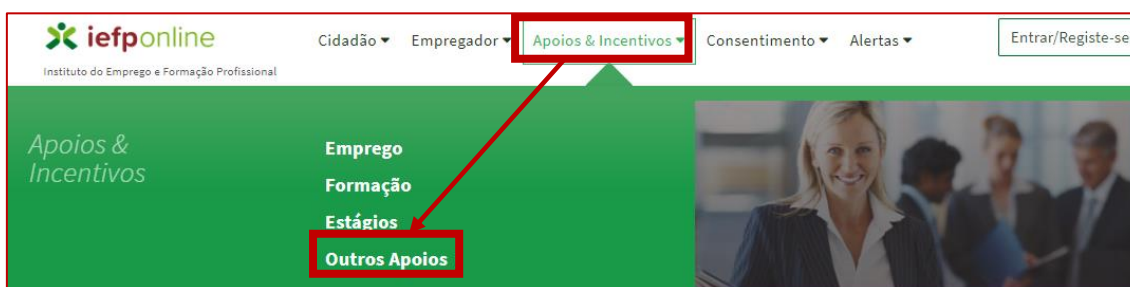 iefponline
Instituto do Emprego e Formação Profissional
Cidadão Empregador Apoios & Incentivos Consentimento Alertas Entrar/Registe-se
Apoios &
Incentivos
Emprego
Formação
Estágios
Outros Apoios